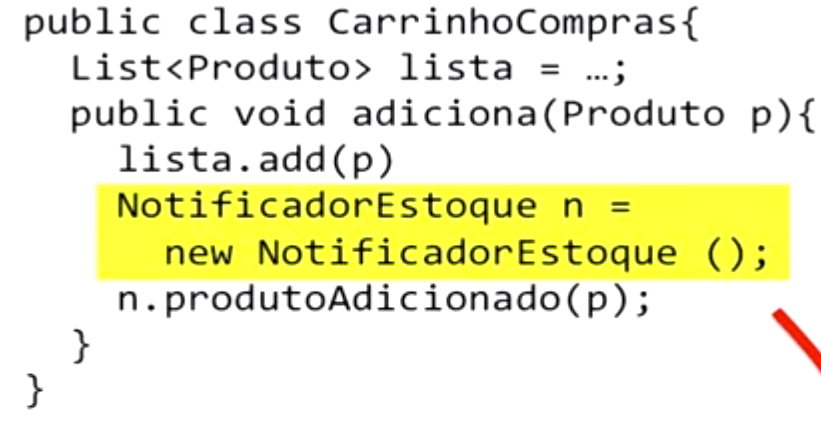 public class CarrinhoCompras{
List<Produto> lista = …;
public void adiciona(Produto p){
lista.add(p)
NotificadorEstoque n =
new NotificadorEstoque ();
n.produtoAdicionado(p);
}
}